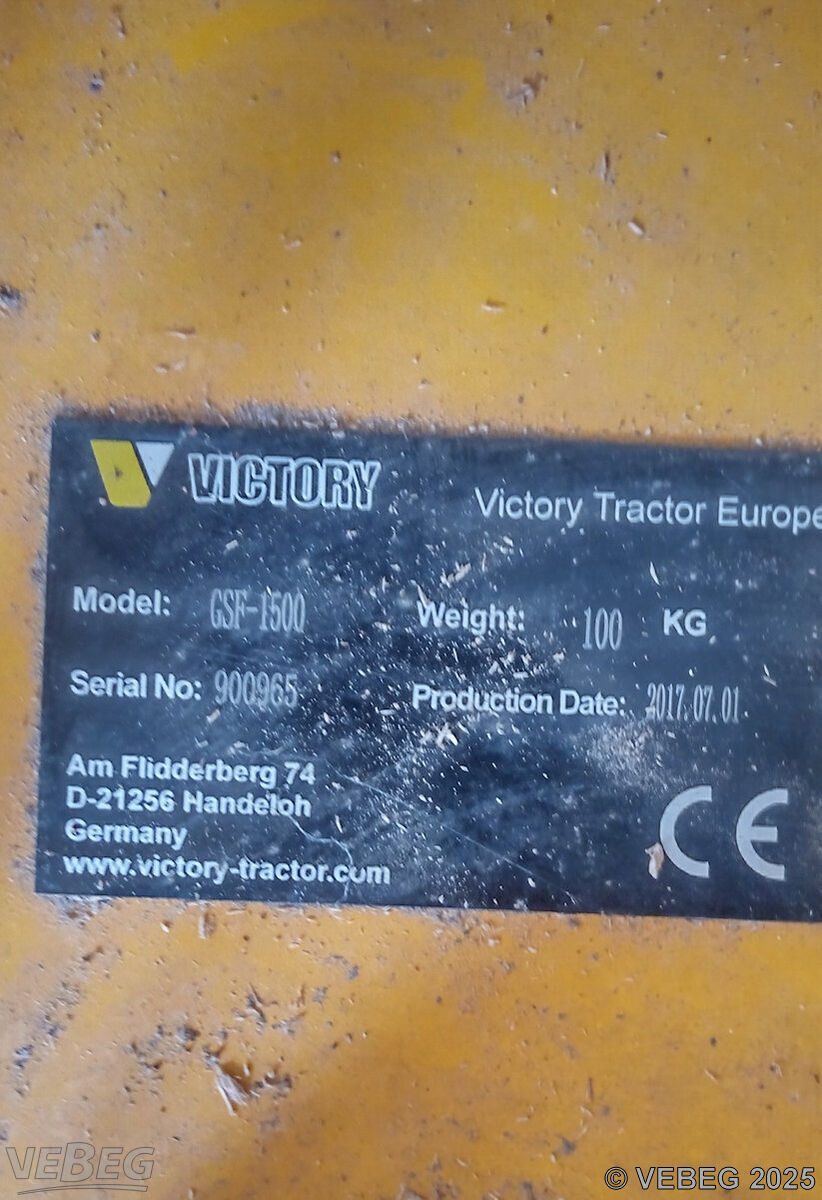 VICTORY
Victory Tractor Europe
Model: GSF-1500 Weight: 100 KG
Serial No: 900965 Production Date: 2017.07.01
Am Flidderberg 74
D-21256 Handeloh
Germany
www.victory-tractor.com
CE
VEBEG
© VEBEG 2025